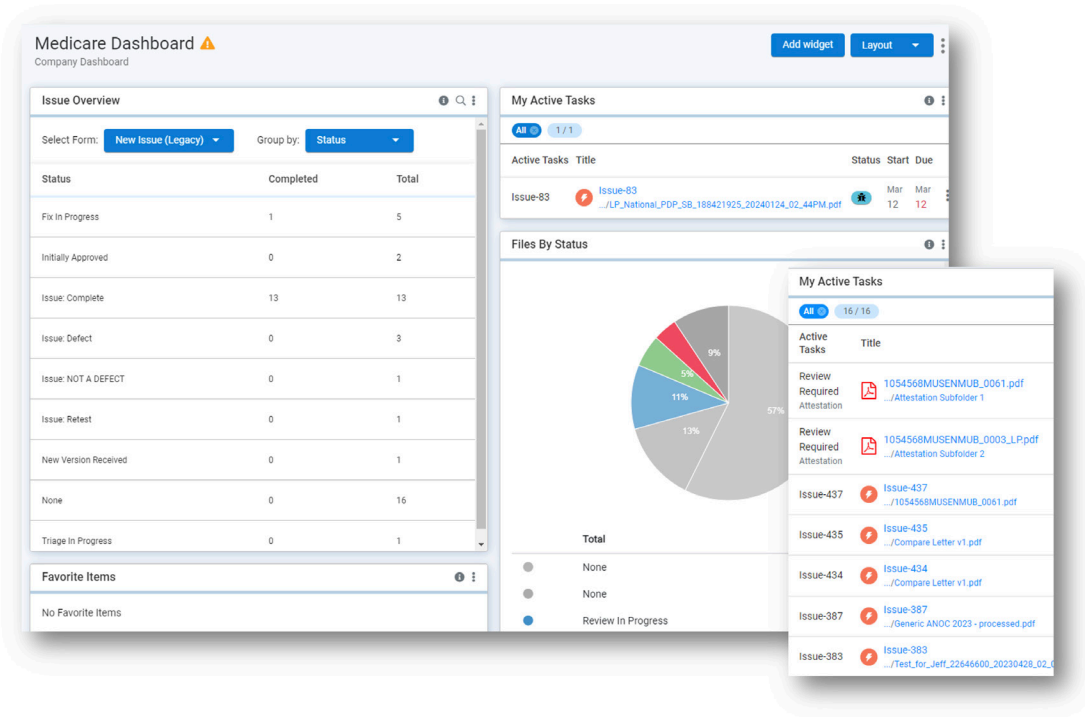 Medicare Dashboard
Company Dashboard
Add widget
Layout
Issue Overview
Select Form: New Issue (Legacy) Group by: Status
Status Completed Total
Fix In Progress 1 5
Initially Approved 0 2
Issue: Complete 13 13
Issue: Defect 0 3
Issue: NOT A DEFECT 0 1
Issue: Retest 0 1
New Version Received 0 1
None 0 16
Triage In Progress 0 1
Favorite Items
No Favorite Items
My Active Tasks
All 1 / 1
Active Tasks Title Status Start Due
Issue-83 Issue-83 Mar 12 Mar 12
.../LP_National_PDP_SB_188421925_20240124_02_44PM.pdf
Files By Status
9%
5%
11%
57%
13%
Total
None
None
Review In Progress
My Active Tasks
All 16 / 16
Active Tasks Title
Review Required Attestation
1054568MUSENMUB_0061.pdf
.../Attestation Subfolder 1
Review Required Attestation
1054568MUSENMUB_0003_LP.pdf
.../Attestation Subfolder 2
Issue-437 Issue-437
.../1054568MUSENMUB_0061.pdf
Issue-435 Issue-435
.../Compare Letter v1.pdf
Issue-434 Issue-434
.../Compare Letter v1.pdf
Issue-387 Issue-387
.../Generic ANOC 2023 - processed.pdf
Issue-383 Issue-383
.../Test_for_Jeff_22646600_20230428_02_0